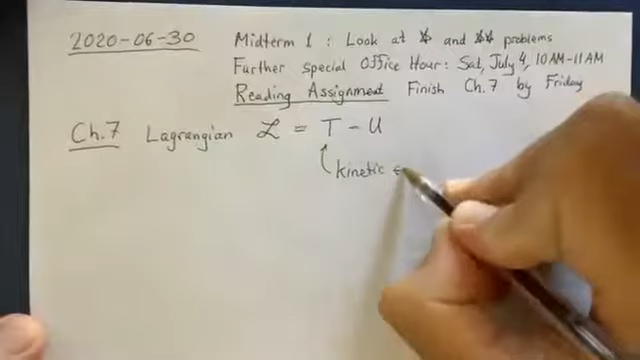 2020-06-30
Midterm 1: Look at * and ** problems
Further special Office Hour: Sat, July 4, 10AM-11AM
Reading Assignment Finish Ch.7 by Friday
Ch.7 Lagrangian ℒ = T - U
kinetic e